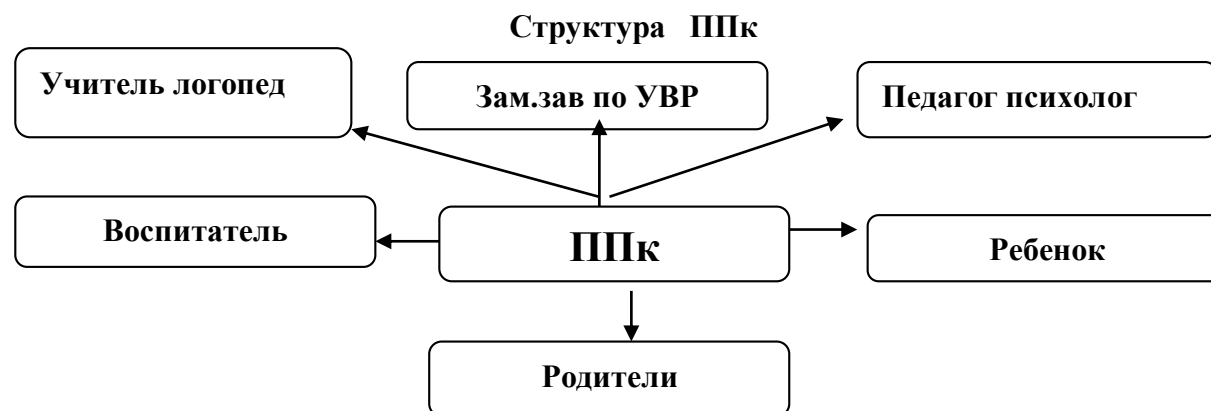 Структура ППк
Учитель логопед
Зам.зав по УВР
Педагог психолог
Воспитатель
ППк
Ребенок
Родители